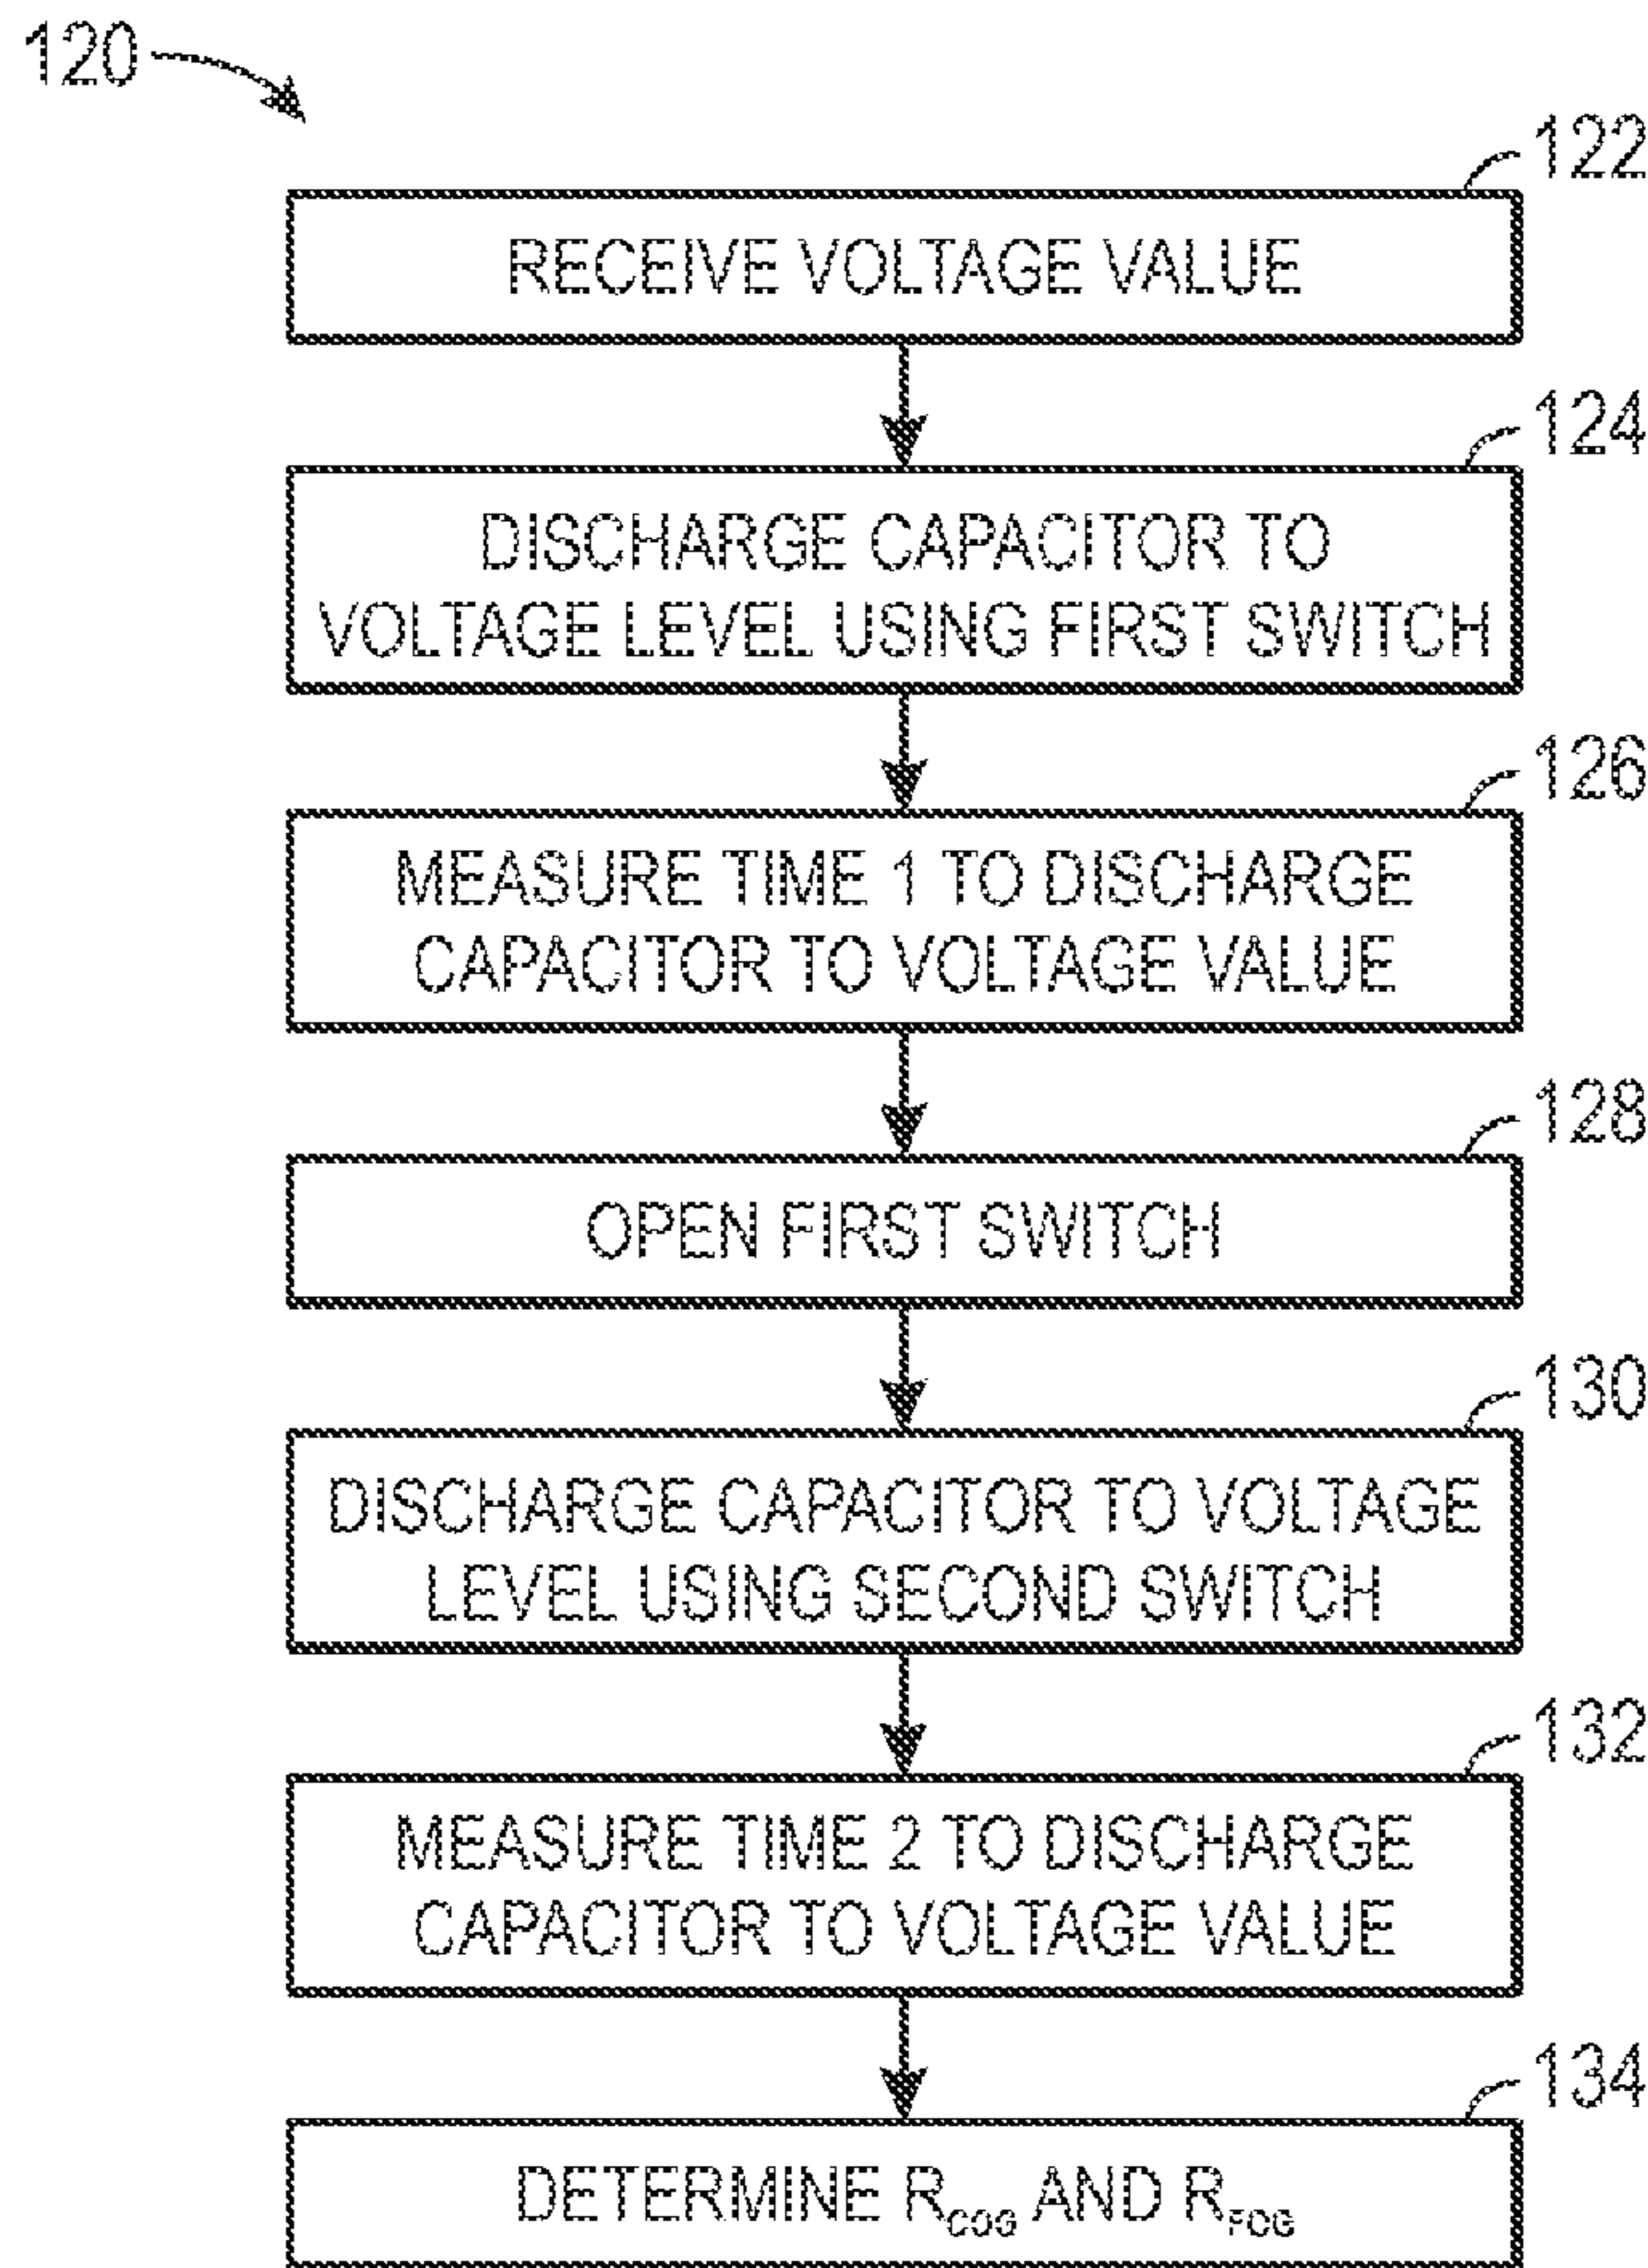 120
122
RECEIVE VOLTAGE VALUE
124
DISCHARGE CAPACITOR TO
VOLTAGE LEVEL USING FIRST SWITCH
126
MEASURE TIME 1 TO DISCHARGE
CAPACITOR TO VOLTAGE VALUE
128
OPEN FIRST SWITCH
130
DISCHARGE CAPACITOR TO VOLTAGE
LEVEL USING SECOND SWITCH
132
MEASURE TIME 2 TO DISCHARGE
CAPACITOR TO VOLTAGE VALUE
134
DETERMINE R_COG AND R_FOG